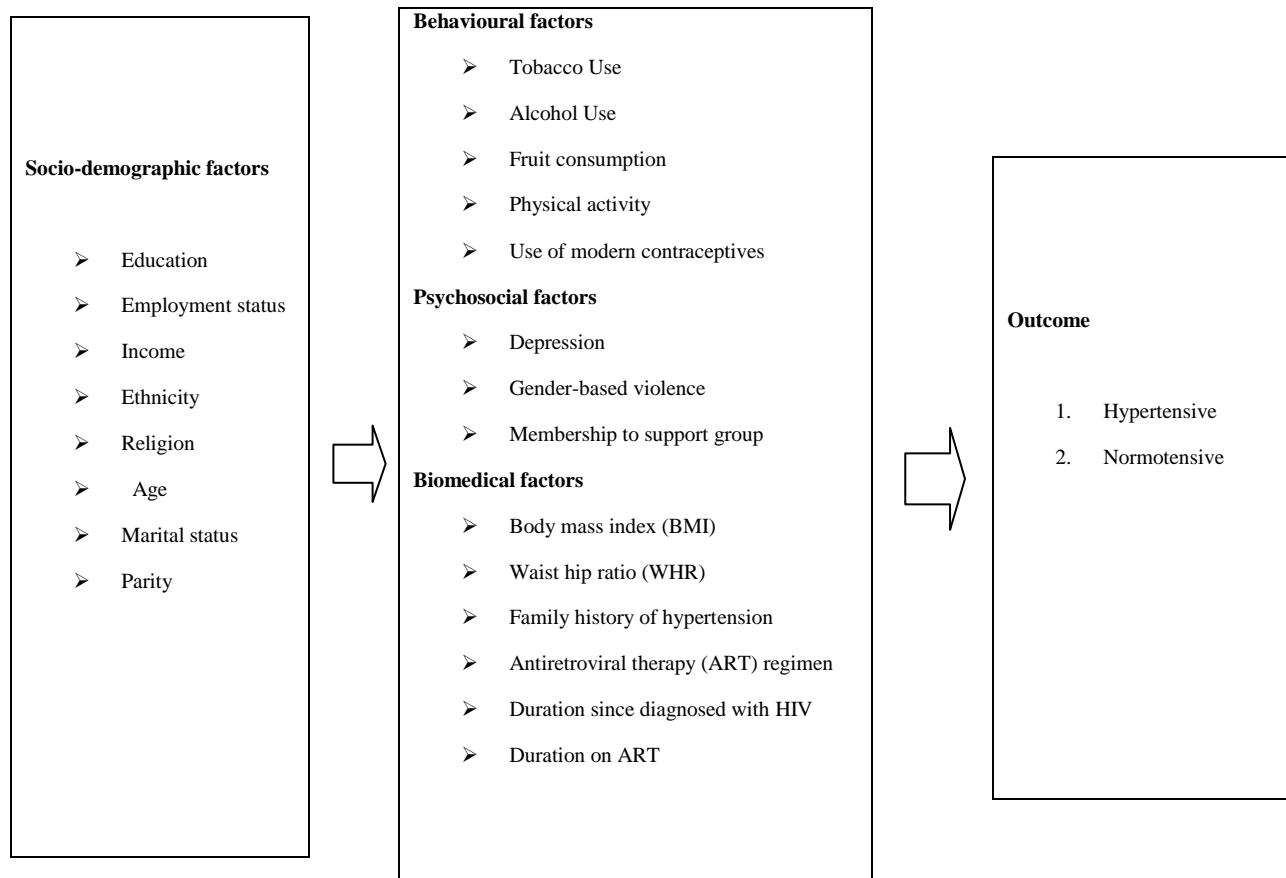 Socio-demographic factors
➢ Education
➢ Employment status
➢ Income
➢ Ethnicity
➢ Religion
➢ Age
➢ Marital status
➢ Parity
Behavioural factors
➢ Tobacco Use
➢ Alcohol Use
➢ Fruit consumption
➢ Physical activity
➢ Use of modern contraceptives
Psychosocial factors
➢ Depression
➢ Gender-based violence
➢ Membership to support group
Biomedical factors
➢ Body mass index (BMI)
➢ Waist hip ratio (WHR)
➢ Family history of hypertension
➢ Antiretroviral therapy (ART) regimen
➢ Duration since diagnosed with HIV
➢ Duration on ART
Outcome
1. Hypertensive
2. Normotensive